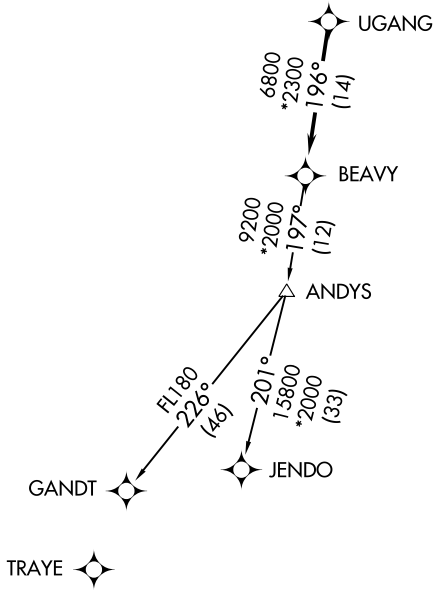 UGANG
6800
*2300
196°
(14)
BEAVY
9200
*2000
197°
(12)
ANDYS
FL180
226°
(46)
201°
15800
*2000
(33)
JENDO
GANDT
TRAYE